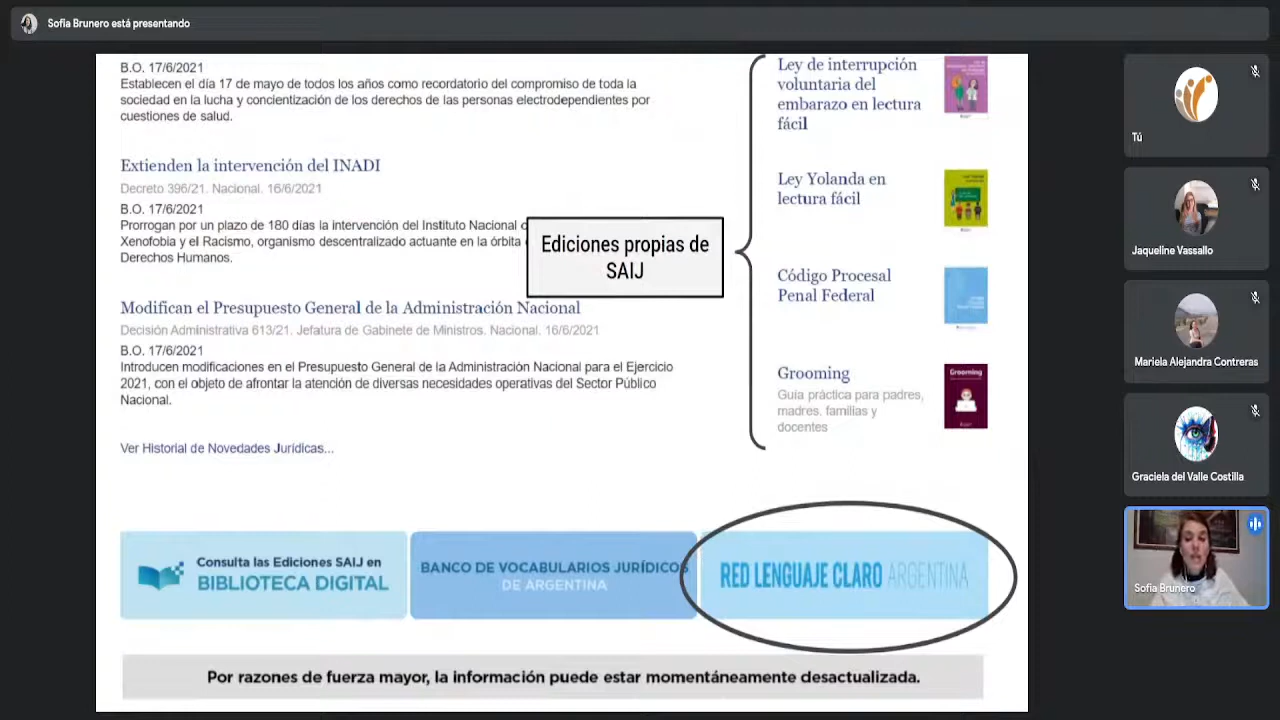 Sofia Brunero está presentando
B.O. 17/6/2021
Establecen el día 17 de mayo de todos los años como recordatorio del compromiso de toda la
sociedad en la lucha y concientización de los derechos de las personas electrodependientes por
cuestiones de salud.
Extienden la intervención del INADI
Decreto 396/21. Nacional. 16/6/2021
B.O. 17/6/2021
Prorrogan por un plazo de 180 días la intervención del Instituto Nacional
Xenofobia y el Racismo, organismo descentralizado actuante en la órbita
Derechos Humanos.
Modifican el Presupuesto General de la Administración Nacional
Decisión Administrativa 613/21. Jefatura de Gabinete de Ministros. Nacional. 16/6/2021
B.O. 17/6/2021
Introducen modificaciones en el Presupuesto General de la Administración Nacional para el Ejercicio
2021, con el objeto de afrontar la atención de diversas necesidades operativas del Sector Público
Nacional.
Ver Historial de Novedades Jurídicas...
Ediciones propias de
SAIJ
Ley de interrupción
voluntaria del
embarazo en lectura
fácil
Ley Yolanda en
lectura fácil
Código Procesal
Penal Federal
Grooming
Guía práctica para padres,
madres, familias y
docentes
Grooming
Consulta las Ediciones SAIJ en
BIBLIOTECA DIGITAL
BANCO DE VOCABULARIOS JURÍDICOS
DE ARGENTINA
RED LENGUAJE CLARO ARGENTINA
Por razones de fuerza mayor, la información puede estar momentáneamente desactualizada.
Tú
Jaqueline Vassallo
Mariela Alejandra Contreras
Graciela del Valle Costilla
Sofia Brunero